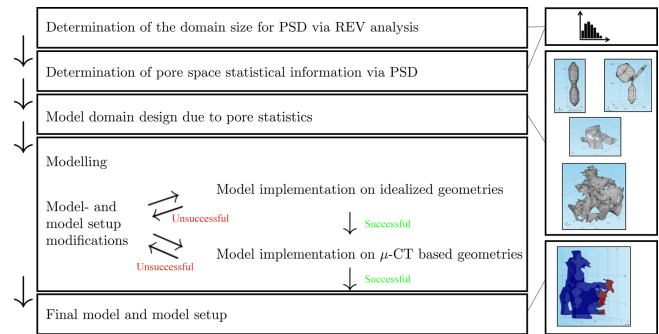 Determination of the domain size for PSD via REV analysis
Determination of pore space statistical information via PSD
Model domain design due to pore statistics
Modelling
Model implementation on idealized geometries
Model- and
model setup
modifications
Unsuccessful
Successful
Model implementation on μ-CT based geometries
Unsuccessful
Successful
Final model and model setup